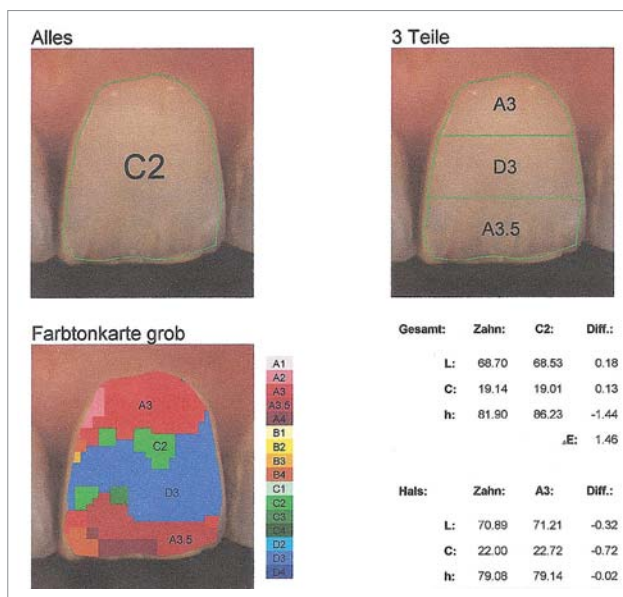 Alles
C2
3 Teile
A3
D3
A3.5
Farbtonkarte grob
A3
C2
D3
A3.5
A1
A2
A3
A3.5
A4
B1
B2
B3
B4
C1
C2
C3
C4
D2
D3
D4
Gesamt: Zahn: C2: Diff.:
L: 68.70 68.53 0.18
C: 19.14 19.01 0.13
h: 81.90 86.23 -1.44
ΔE: 1.46
Hals: Zahn: A3: Diff.:
L: 70.89 71.21 -0.32
C: 22.00 22.72 -0.72
h: 79.08 79.14 -0.02